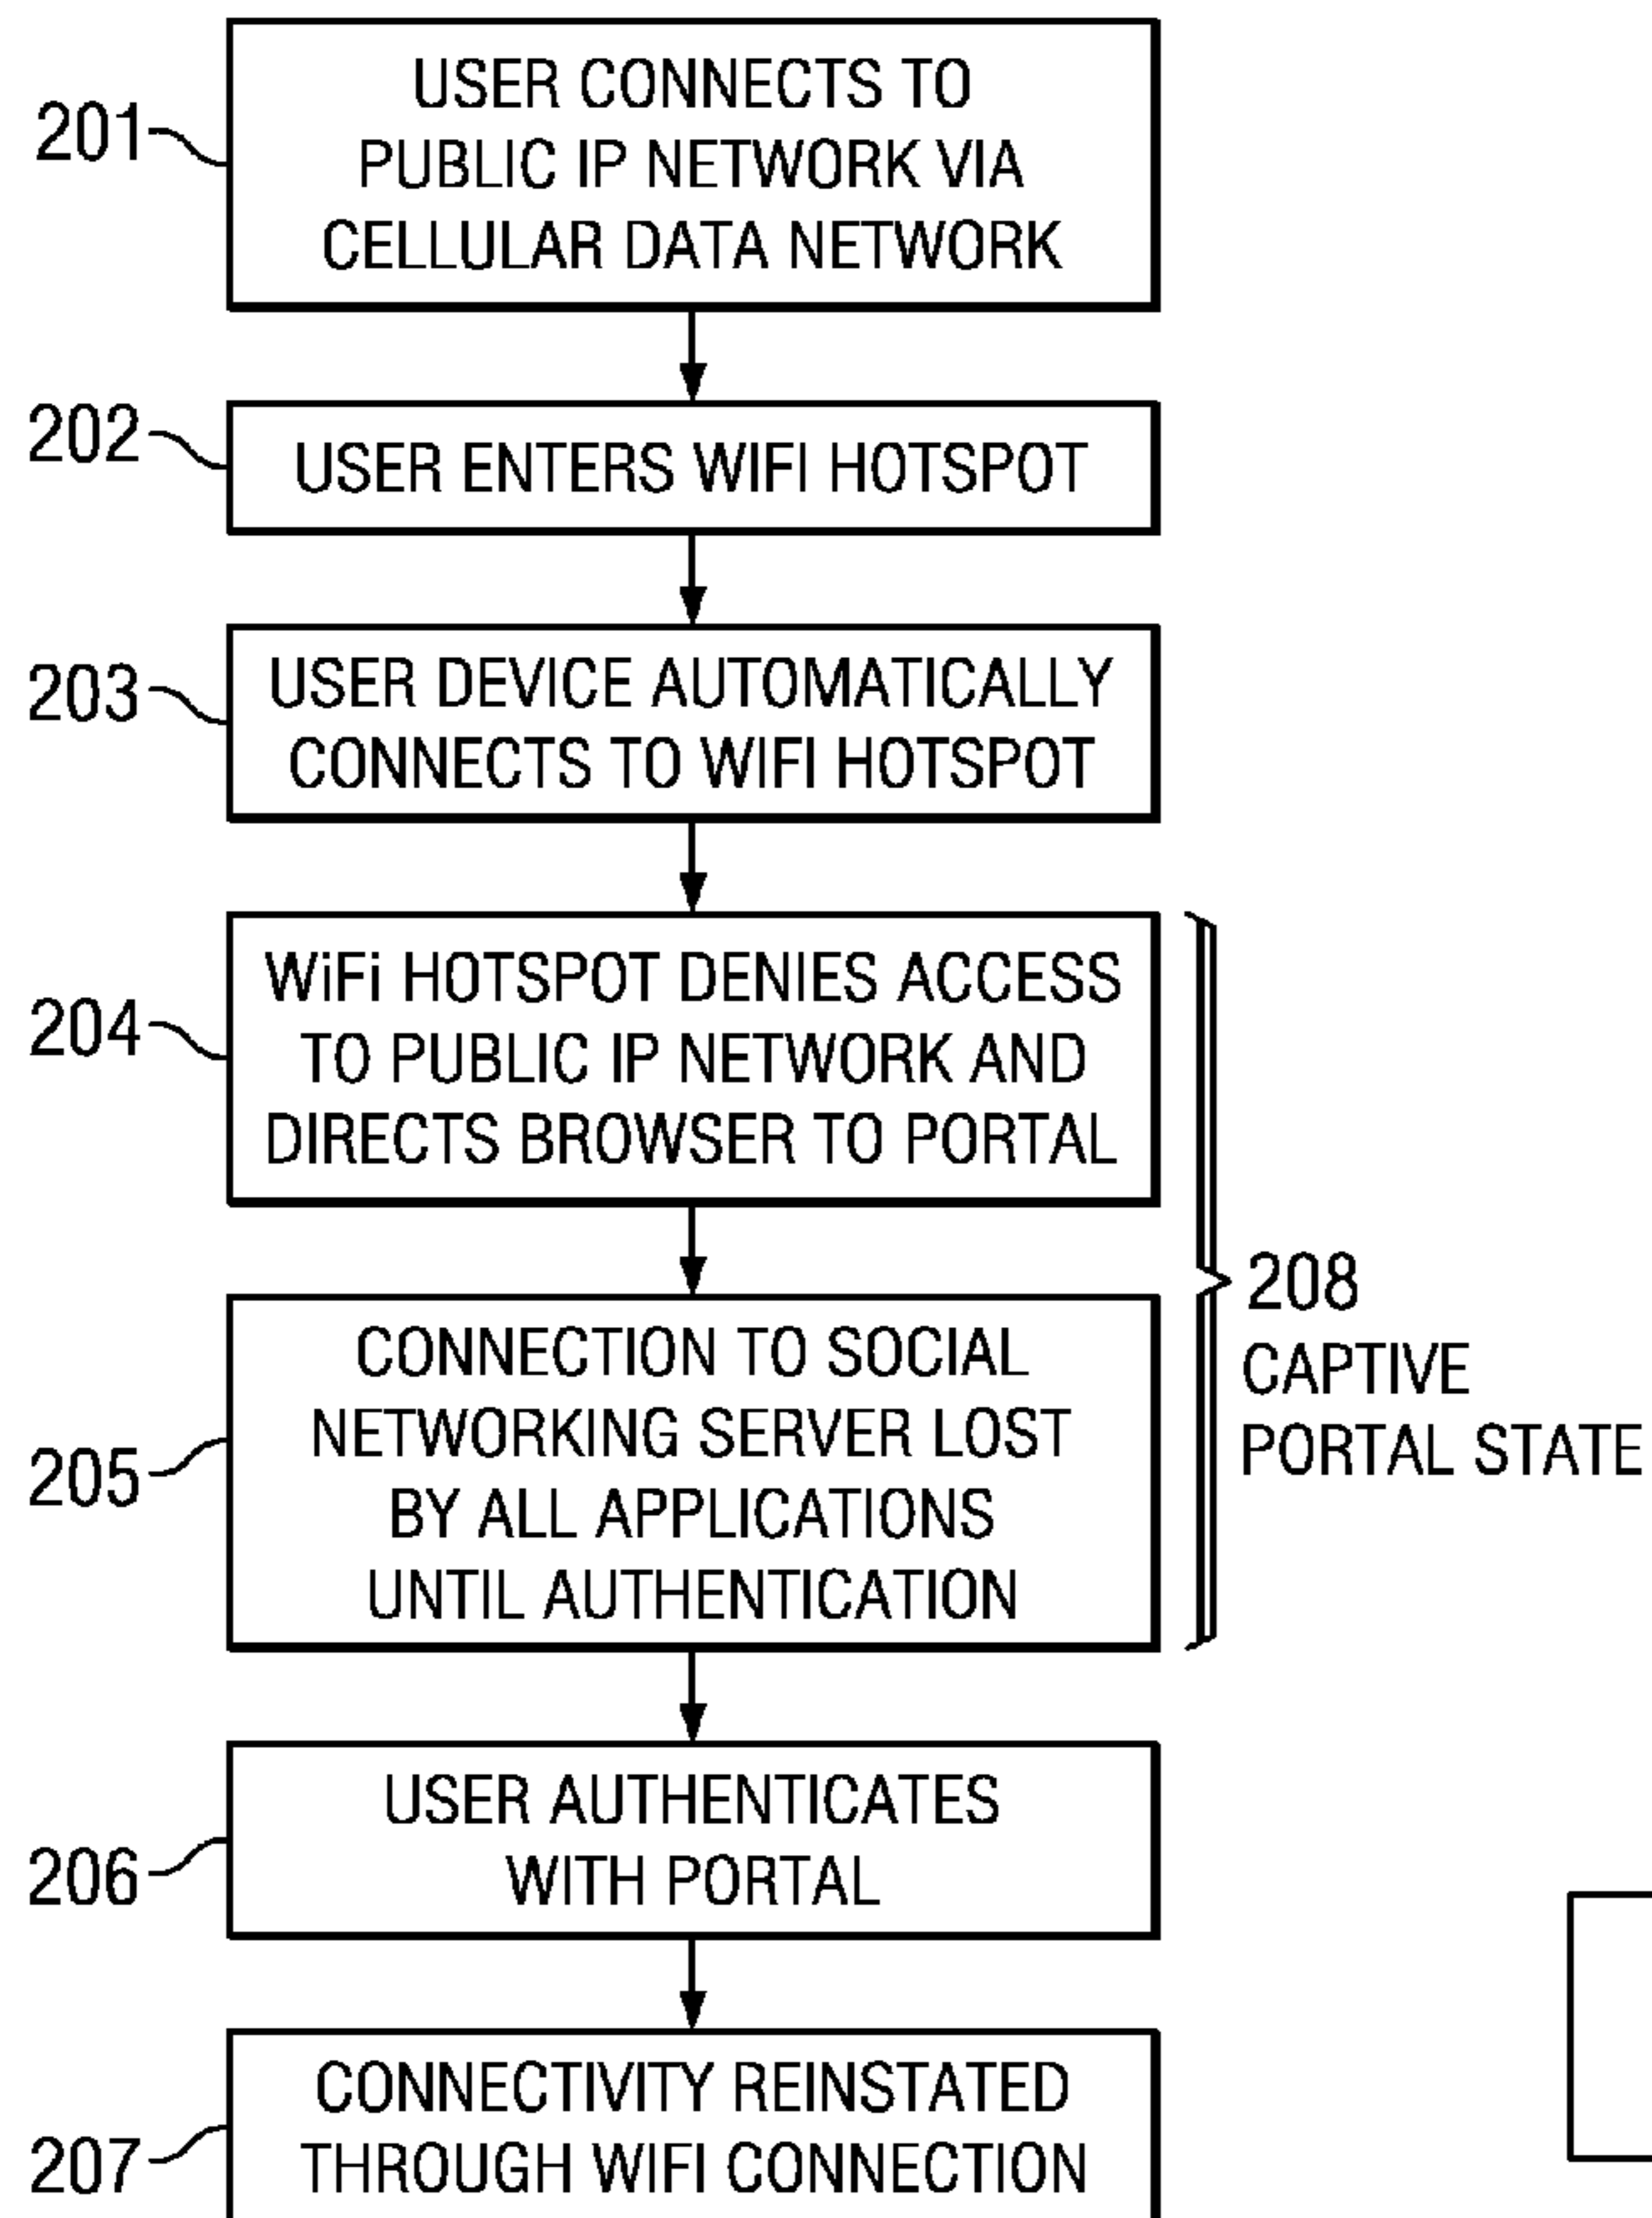 201
USER CONNECTS TO
PUBLIC IP NETWORK VIA
CELLULAR DATA NETWORK
202
USER ENTERS WIFI HOTSPOT
203
USER DEVICE AUTOMATICALLY
CONNECTS TO WIFI HOTSPOT
204
WiFi HOTSPOT DENIES ACCESS
TO PUBLIC IP NETWORK AND
DIRECTS BROWSER TO PORTAL
205
CONNECTION TO SOCIAL
NETWORKING SERVER LOST
BY ALL APPLICATIONS
UNTIL AUTHENTICATION
208
CAPTIVE
PORTAL STATE
206
USER AUTHENTICATES
WITH PORTAL
207
CONNECTIVITY REINSTATED
THROUGH WIFI CONNECTION